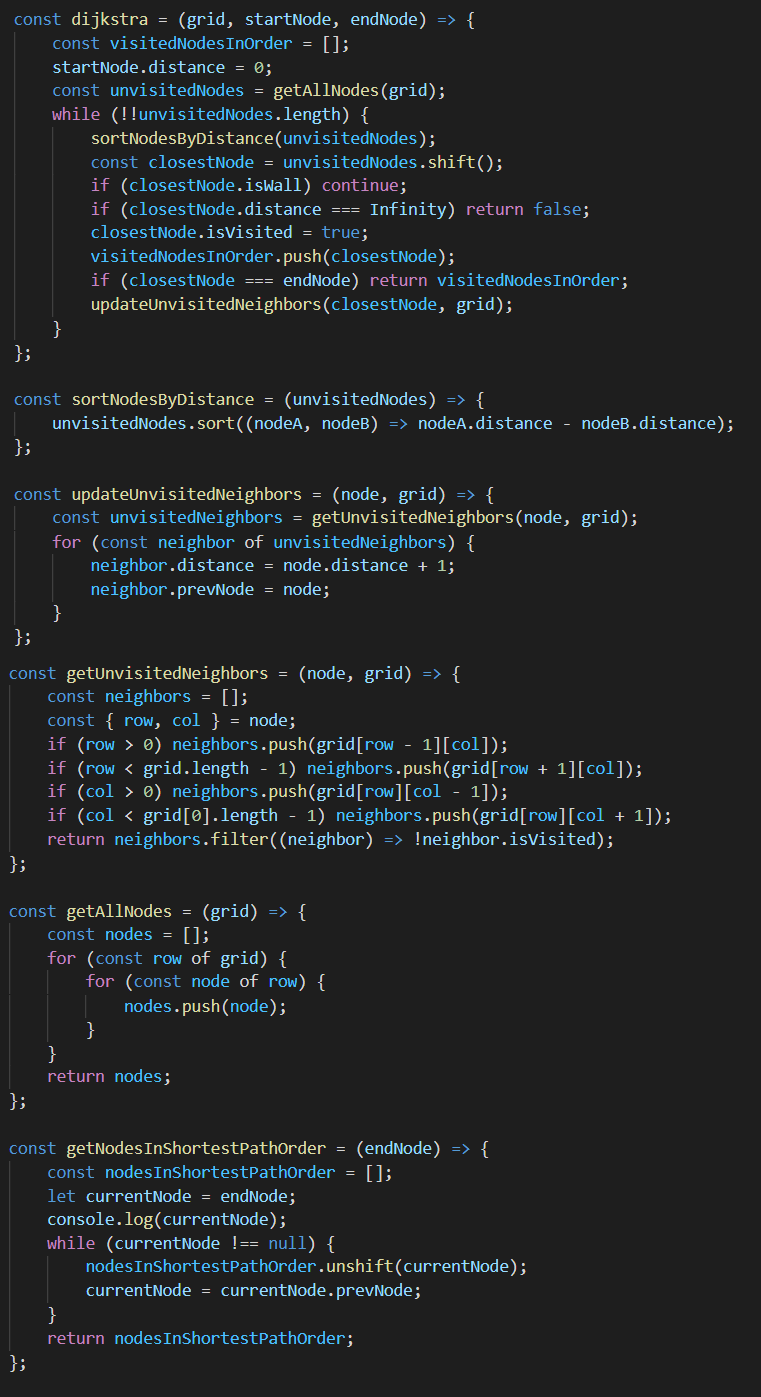 const dijkstra = (grid, startNode, endNode) => {
    const visitedNodesInOrder = [];
    startNode.distance = 0;
    const unvisitedNodes = getAllNodes(grid);
    while (!!unvisitedNodes.length) {
        sortNodesByDistance(unvisitedNodes);
        const closestNode = unvisitedNodes.shift();
        if (closestNode.isWall) continue;
        if (closestNode.distance === Infinity) return false;
        closestNode.isVisited = true;
        visitedNodesInOrder.push(closestNode);
        if (closestNode === endNode) return visitedNodesInOrder;
        updateUnvisitedNeighbors(closestNode, grid);
    }
};

const sortNodesByDistance = (unvisitedNodes) => {
    unvisitedNodes.sort((nodeA, nodeB) => nodeA.distance - nodeB.distance);
};

const updateUnvisitedNeighbors = (node, grid) => {
    const unvisitedNeighbors = getUnvisitedNeighbors(node, grid);
    for (const neighbor of unvisitedNeighbors) {
        neighbor.distance = node.distance + 1;
        neighbor.prevNode = node;
    }
};
const getUnvisitedNeighbors = (node, grid) => {
    const neighbors = [];
    const { row, col } = node;
    if (row > 0) neighbors.push(grid[row - 1][col]);
    if (row < grid.length - 1) neighbors.push(grid[row + 1][col]);
    if (col > 0) neighbors.push(grid[row][col - 1]);
    if (col < grid[0].length - 1) neighbors.push(grid[row][col + 1]);
    return neighbors.filter((neighbor) => !neighbor.isVisited);
};

const getAllNodes = (grid) => {
    const nodes = [];
    for (const row of grid) {
        for (const node of row) {
            nodes.push(node);
        }
    }
    return nodes;
};

const getNodesInShortestPathOrder = (endNode) => {
    const nodesInShortestPathOrder = [];
    let currentNode = endNode;
    console.log(currentNode);
    while (currentNode !== null) {
        nodesInShortestPathOrder.unshift(currentNode);
        currentNode = currentNode.prevNode;
    }
    return nodesInShortestPathOrder;
};